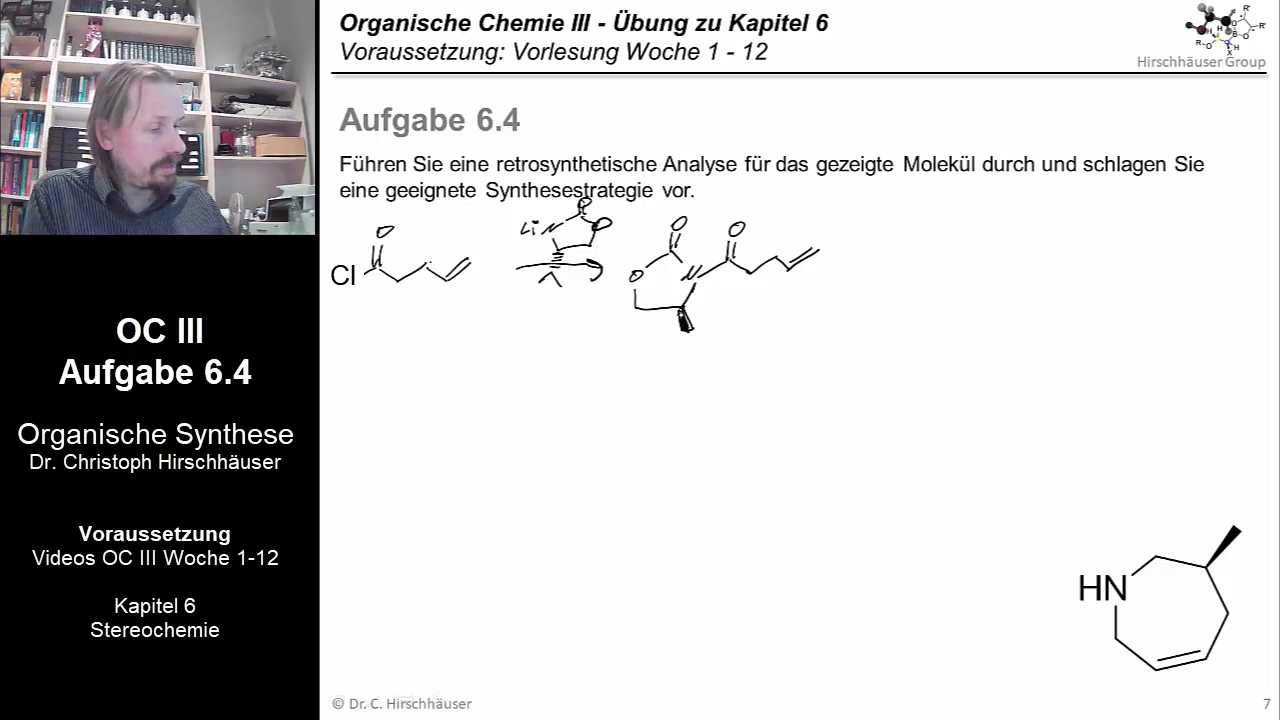 Organische Chemie III - Übung zu Kapitel 6
Voraussetzung: Vorlesung Woche 1 - 12
Hirschhäuser Group
Aufgabe 6.4
Führen Sie eine retrosynthetische Analyse für das gezeigte Molekül durch und schlagen Sie
eine geeignete Synthesestrategie vor.
Cl O
Li N O O
O N O O
HN
OC III
Aufgabe 6.4
Organische Synthese
Dr. Christoph Hirschhäuser
Voraussetzung
Videos OC III Woche 1-12
Kapitel 6
Stereochemie
© Dr. C. Hirschhäuser
7